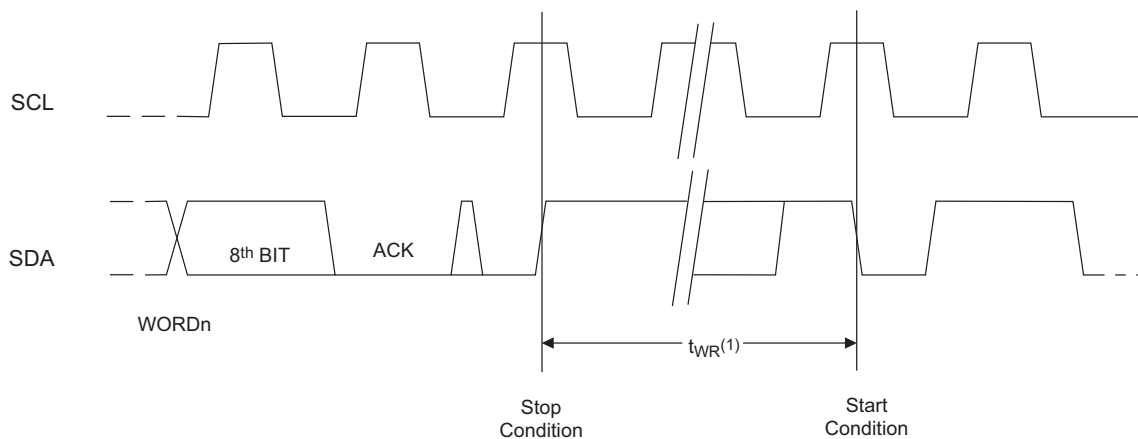 SCL
SDA
8th BIT
ACK
WORDn
tWR(1)
Stop
Condition
Start
Condition